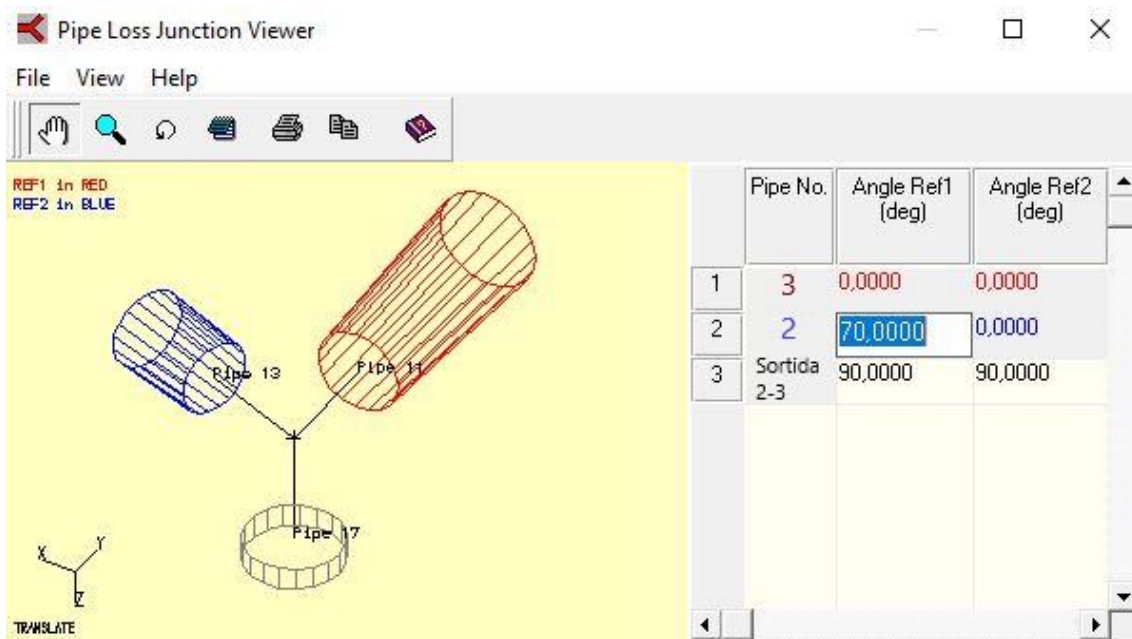 Pipe Loss Junction Viewer
File View Help
REF1 in RED
REF2 in BLUE
Pipe 13
Pipe 11
Pipe 17
X
Y
Z
TRANSLATE
Pipe No. Angle Ref1 (deg) Angle Ref2 (deg)
1 3 0,0000 0,0000
2 2 70,0000 0,0000
3 Sortida 2-3 90,0000 90,0000